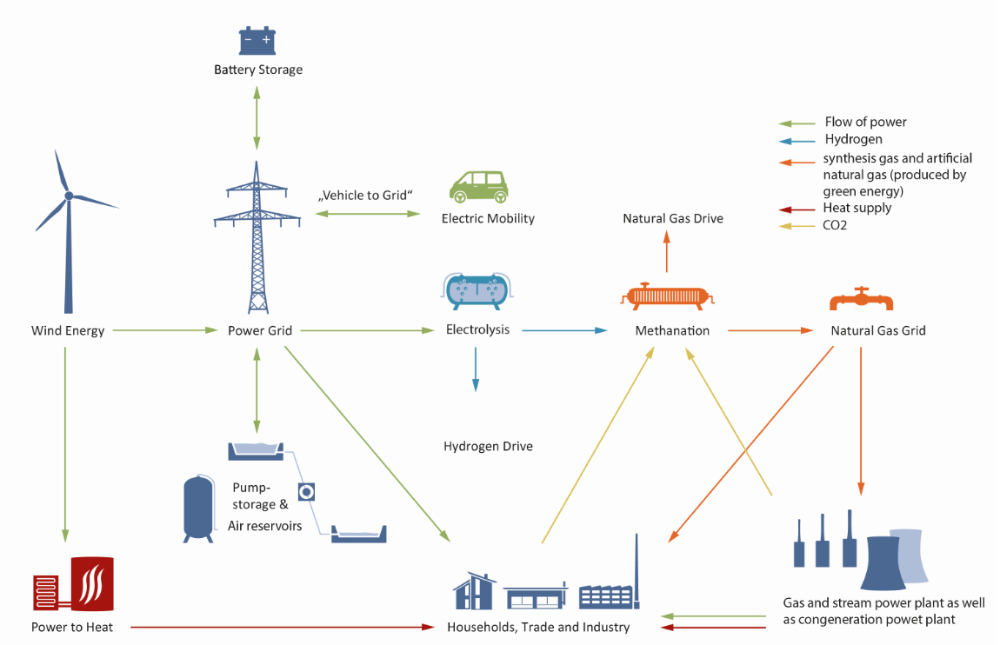 Battery Storage
Flow of power
Hydrogen
synthesis gas and artificial
natural gas (produced by
green energy)
Heat supply
CO2
„Vehicle to Grid“
Electric Mobility
Natural Gas Drive
Wind Energy
Power Grid
Electrolysis
Methanation
Natural Gas Grid
Hydrogen Drive
Pump-
storage &
Air reservoirs
Gas and stream power plant as well
as congeneration powet plant
Power to Heat
Households, Trade and Industry